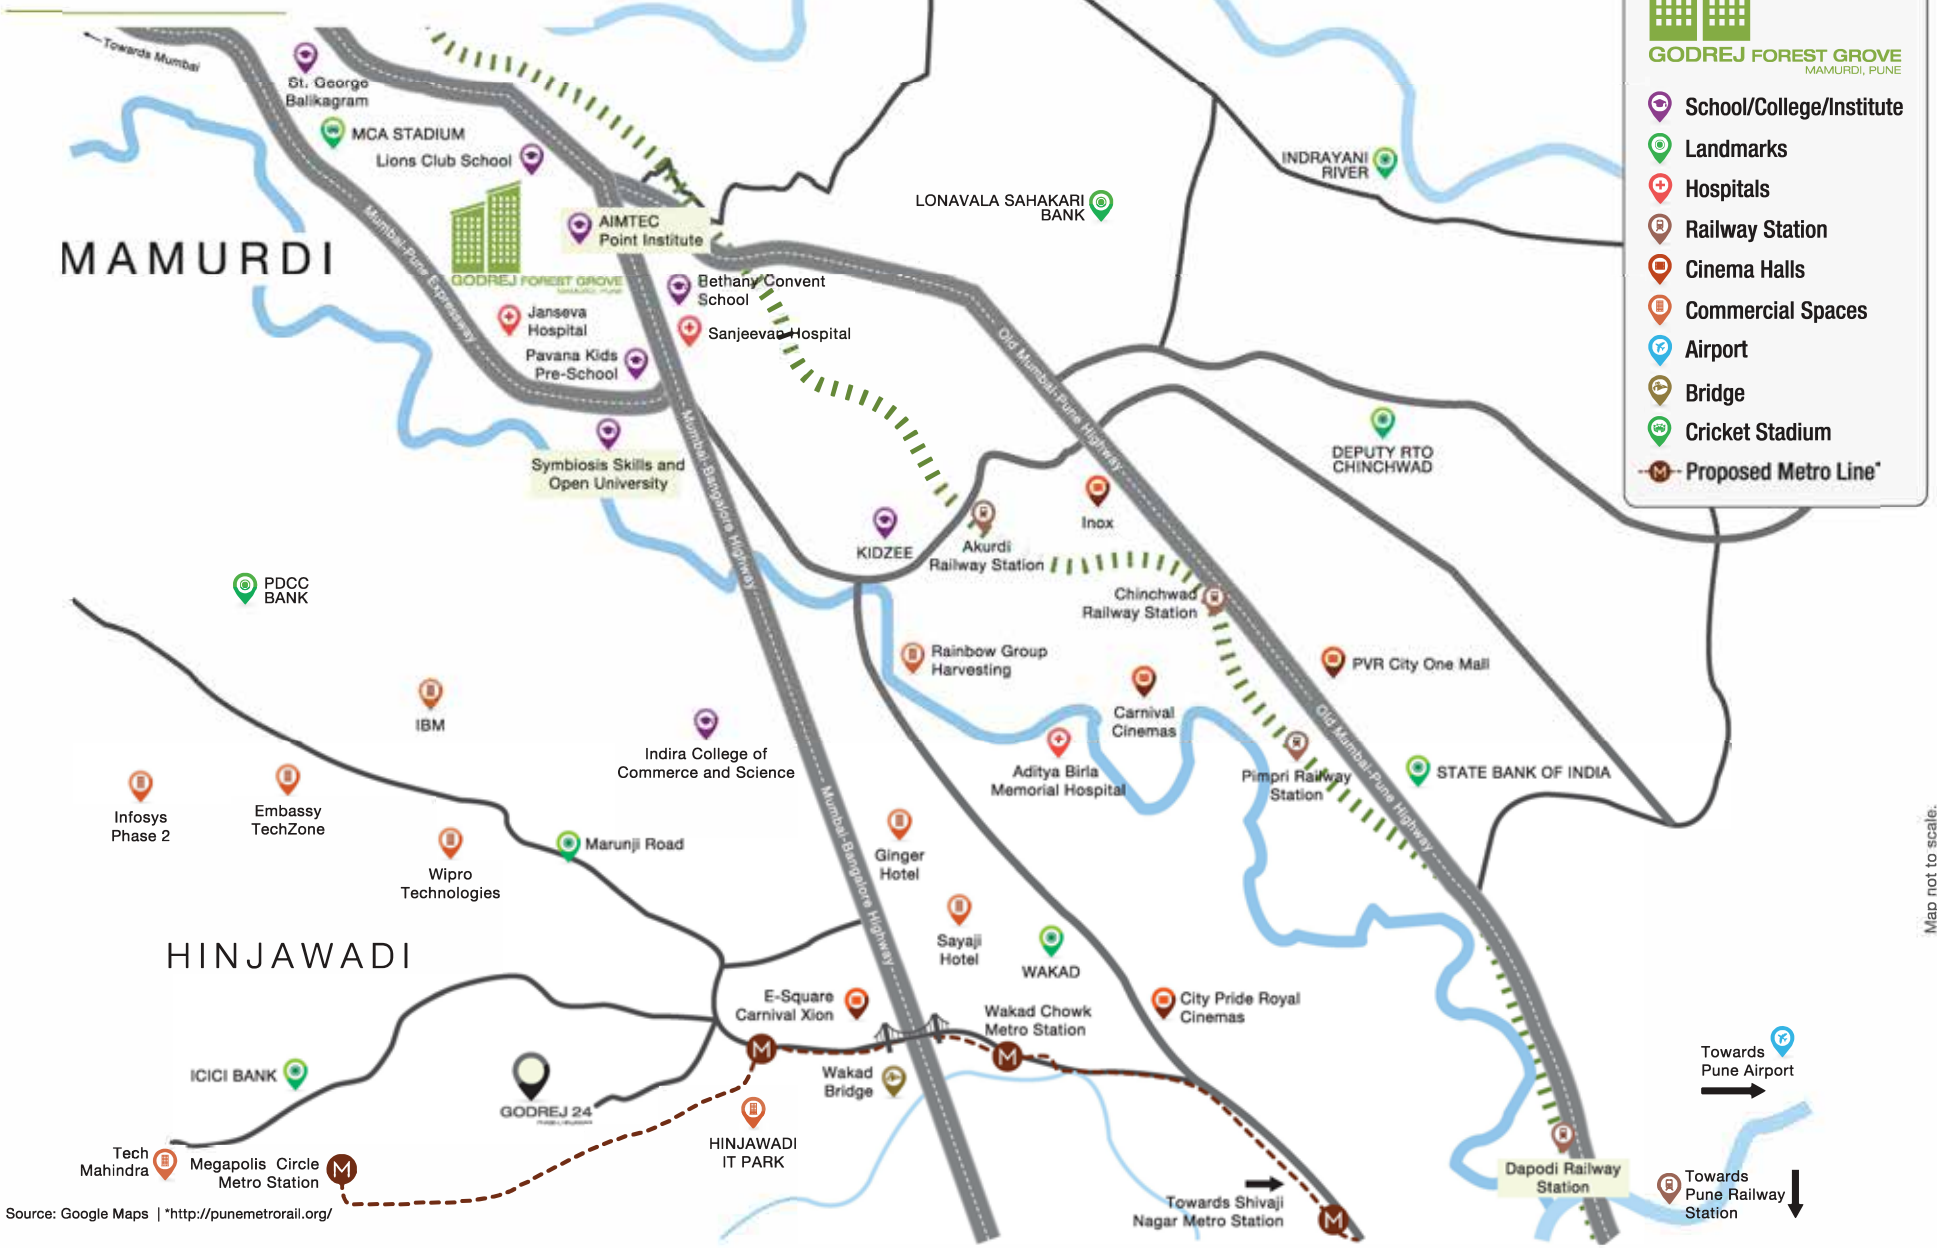 Towards Mumbai
St. George
Balikagram
MCA STADIUM
Lions Club School
AIMTEC
Point Institute
GODREJ FOREST GROVE
MAMURDI, PUNE
MAMURDI
Mumbai-Pune Expressway
Janseva
Hospital
Pavana Kids
Pre-School
Bethany Convent
School
Sanjeevan Hospital
Symbiosis Skills and
Open University
Mumbai-Bangalore Highway
LONAVALA SAHAKARI
BANK
INDRAYANI
RIVER
Old Mumbai-Pune Highway
DEPUTY RTO
CHINCHWAD
Inox
KIDZEE
Akurdi
Railway Station
Chinchwad
Railway Station
PDCC
BANK
Rainbow Group
Harvesting
PVR City One Mall
Carnival
Cinemas
IBM
Indira College of
Commerce and Science
Aditya Birla
Memorial Hospital
Pimpri Railway
Station
Old Mumbai-Pune Highway
STATE BANK OF INDIA
Infosys
Phase 2
Embassy
TechZone
Wipro
Technologies
Marunji Road
Mumbai-Bangalore Highway
Ginger
Hotel
Sayaji
Hotel
WAKAD
HINJAWADI
E-Square
Carnival Xion
Wakad Chowk
Metro Station
City Pride Royal
Cinemas
M
M
ICICI BANK
GODREJ 24
Wakad
Bridge
HINJAWADI
IT PARK
Tech
Mahindra
Megapolis Circle
Metro Station
M
Towards Shivaji
Nagar Metro Station
M
Dapodi Railway
Station
Towards
Pune Airport
Towards
Pune Railway
Station
Source: Google Maps | *http://punemetrorail.org/
GODREJ FOREST GROVE
MAMURDI, PUNE
School/College/Institute
Landmarks
Hospitals
Railway Station
Cinema Halls
Commercial Spaces
Airport
Bridge
Cricket Stadium
M Proposed Metro Line*
Map not to scale.